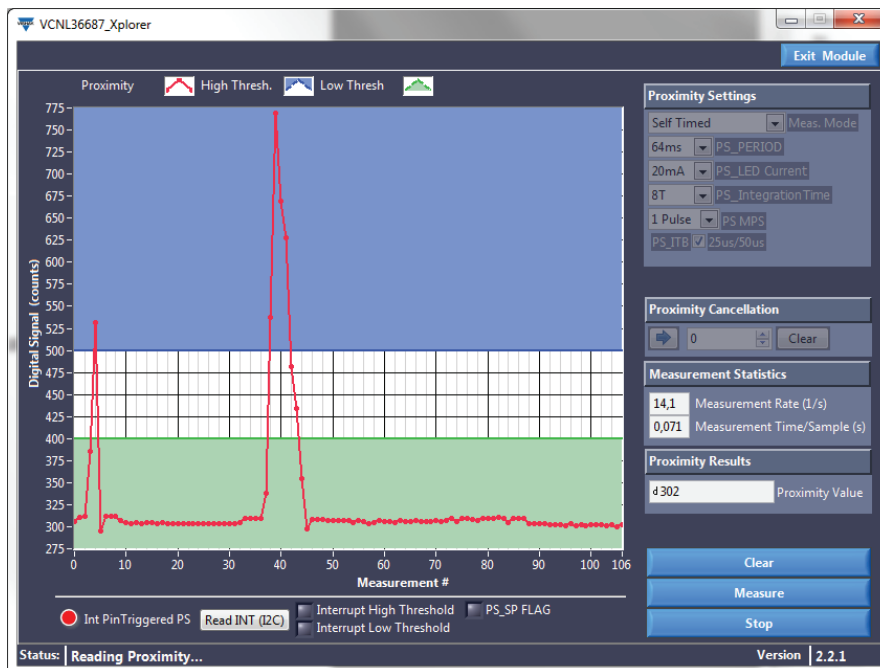 VCNL36687_Xplorer
Exit Module
Proximity High Thresh. Low Thresh
775
750
725
700
675
650
625
600
575
550
525
500
475
450
425
400
375
350
325
300
275
Digital Signal (counts)
0 10 20 30 40 50 60 70 80 90 100 106
Measurement #
Int PinTriggered PS
Read INT (I2C)
Interrupt High Threshold
PS_SP FLAG
Interrupt Low Threshold
Proximity Settings
Self Timed Meas. Mode
64ms PS_PERIOD
20mA PS_LED Current
8T PS_IntegrationTime
1 Pulse PS MPS
PS_ITB 25us/50us
Proximity Cancellation
0 Clear
Measurement Statistics
14,1 Measurement Rate (1/s)
0,071 Measurement Time/Sample (s)
Proximity Results
d 302 Proximity Value
Clear
Measure
Stop
Status: Reading Proximity... Version 2.2.1